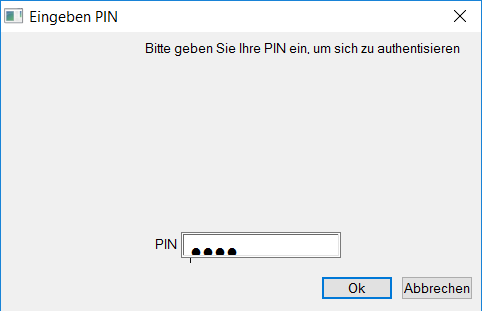 Eingeben PIN
Bitte geben Sie Ihre PIN ein, um sich zu authentisieren
PIN ●●●●
Ok Abbrechen